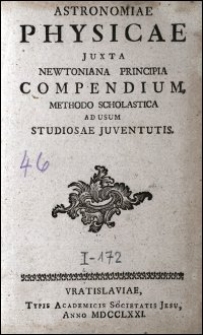 ASTRONOMIAE
PHYSICAE
JUXTA
NEWTONIANA PRINCIPIA
COMPENDIUM,
METHODO SCHOLASTICA
AD USUM
STUDIOSAE JUVENTUTIS.
46
I-172
VRATISLAVIAE,
TYPIS ACADEMICIS SOCIETATIS JESU,
ANNO MDCCLXXI.